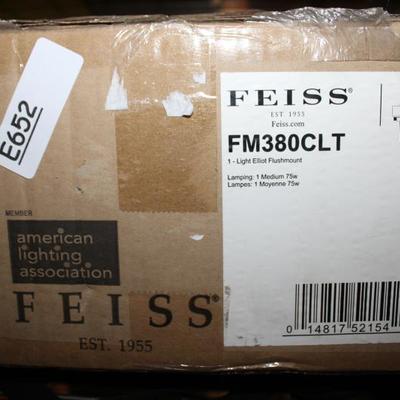 E652
MEMBER
american
lighting
association
FEISS®
EST. 1955
FEISS®
EST 1955
Feiss.com
FM380CLT
1 - Light Elliot Flushmount
Lamping: 1 Medium 75w
Lampes: 1 Moyenne 75w
0 14817 52154